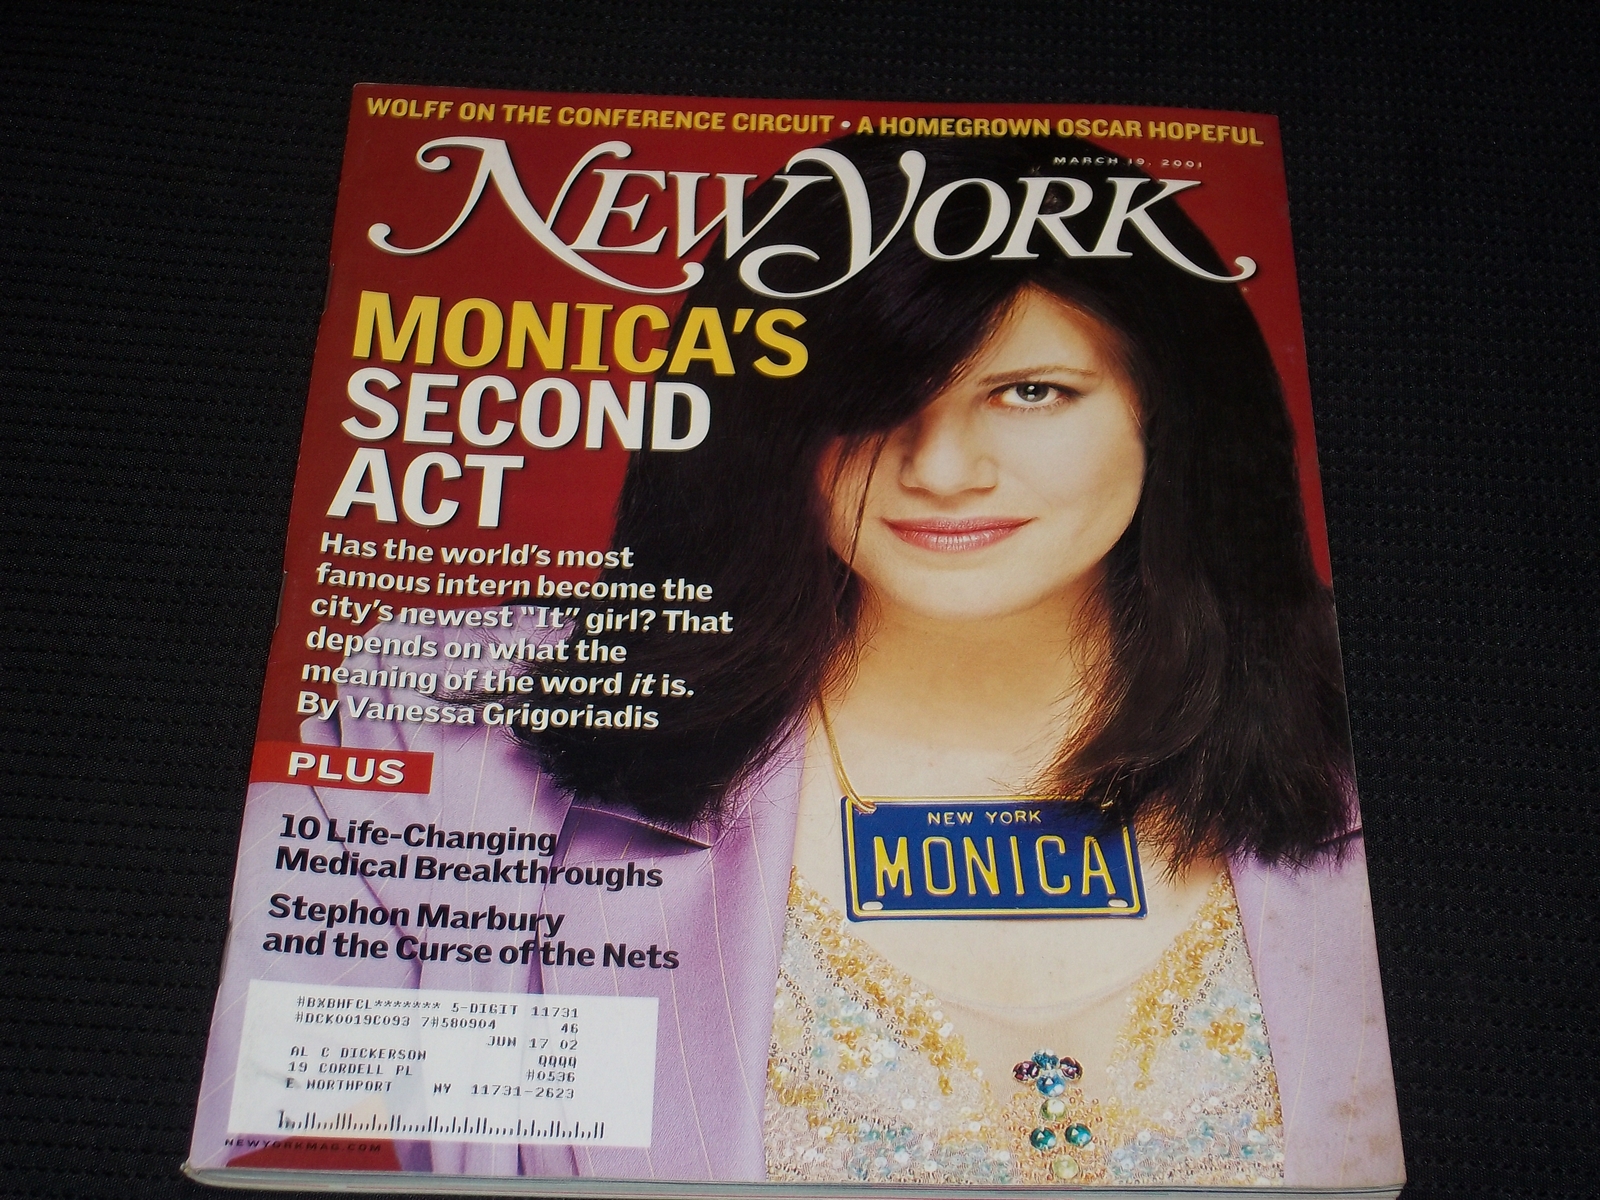 WOLFF ON THE CONFERENCE CIRCUIT • A HOMEGROWN OSCAR HOPEFUL
MARCH 19, 2001
NEW YORK
MONICA'S
SECOND
ACT
Has the world's most
famous intern become the
city's newest "It" girl? That
depends on what the
meaning of the word it is.
By Vanessa Grigoriadis
PLUS
10 Life-Changing
Medical Breakthroughs
Stephon Marbury
and the Curse of the Nets
NEW YORK
MONICA
#BXBHFCL******* 5-DIGIT 11731
#DCK0019C093 7#580904 46
JUN 17 02
AL C DICKERSON QQQQ
19 CORDELL PL #0536
E NORTHPORT NY 11731-2623
NEWYORKMAG.COM